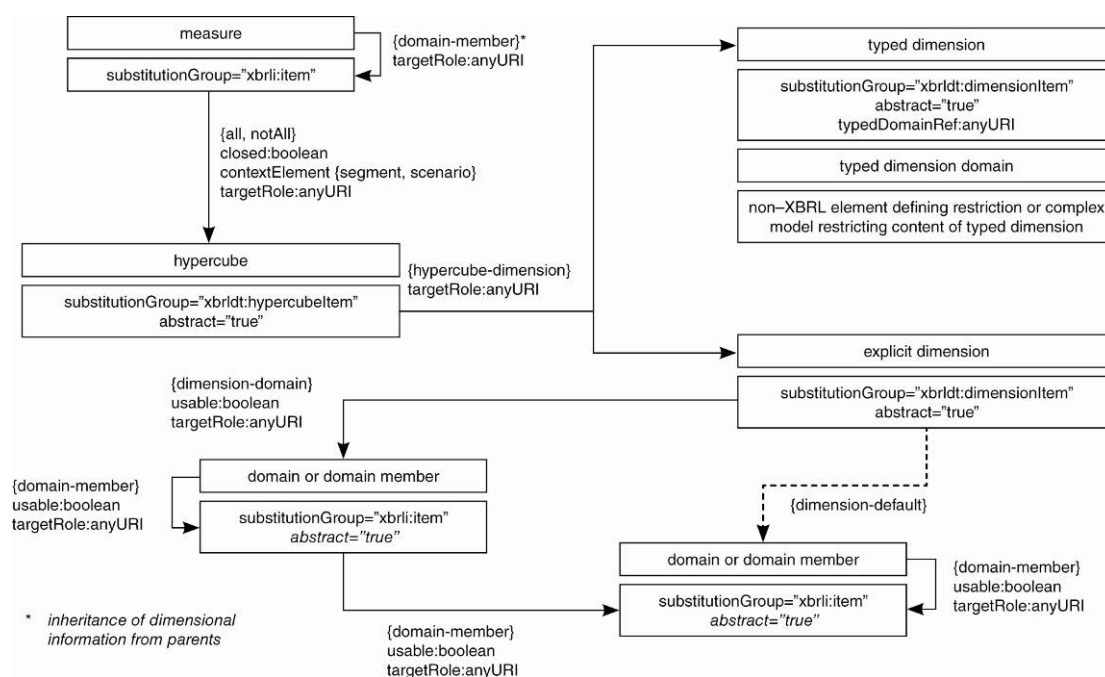 measure
{domain-member}*
targetRole:anyURI
substitutionGroup=”xbrli:item”
typed dimension
substitutionGroup=”xbrldt:dimensionItem”
abstract=”true”
typedDomainRef:anyURI
{all, notAll}
closed:boolean
contextElement {segment, scenario}
targetRole:anyURI
typed dimension domain
non–XBRL element defining restriction or complex
model restricting content of typed dimension
hypercube
{hypercube-dimension}
targetRole:anyURI
substitutionGroup=”xbrldt:hypercubeItem”
abstract=”true”
explicit dimension
substitutionGroup=”xbrldt:dimensionItem”
abstract=”true”
{dimension-domain}
usable:boolean
targetRole:anyURI
domain or domain member
{domain-member}
usable:boolean
targetRole:anyURI
substitutionGroup=”xbrli:item”
abstract=”true”
{dimension-default}
domain or domain member
{domain-member}
usable:boolean
targetRole:anyURI
substitutionGroup=”xbrli:item”
abstract=”true”
* inheritance of dimensional
information from parents
{domain-member}
usable:boolean
targetRole:anyURI